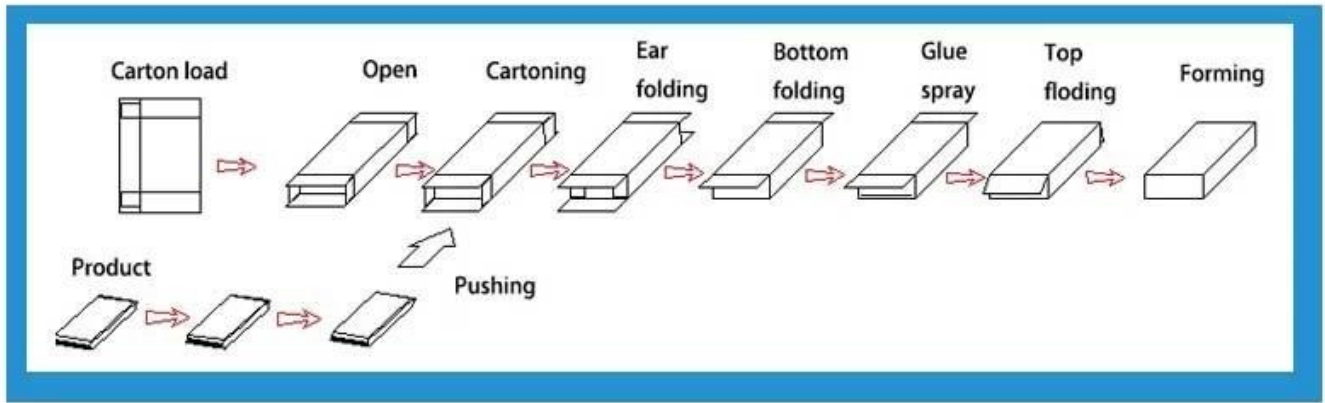 Carton load
Open
Cartoning
Ear
folding
Bottom
folding
Glue
spray
Top
floding
Forming
Product
Pushing